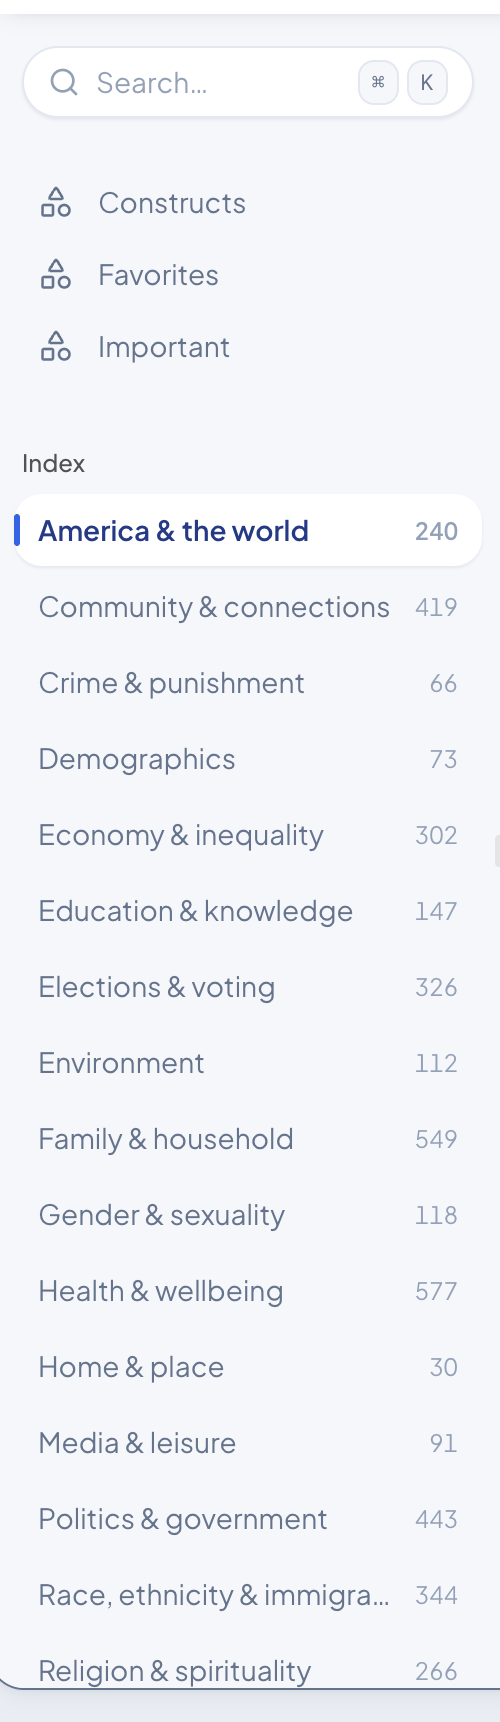 Search... ⌘ K
Constructs
Favorites
Important
Index
America & the world 240
Community & connections 419
Crime & punishment 66
Demographics 73
Economy & inequality 302
Education & knowledge 147
Elections & voting 326
Environment 112
Family & household 549
Gender & sexuality 118
Health & wellbeing 577
Home & place 30
Media & leisure 91
Politics & government 443
Race, ethnicity & immigra... 344
Religion & spirituality 266